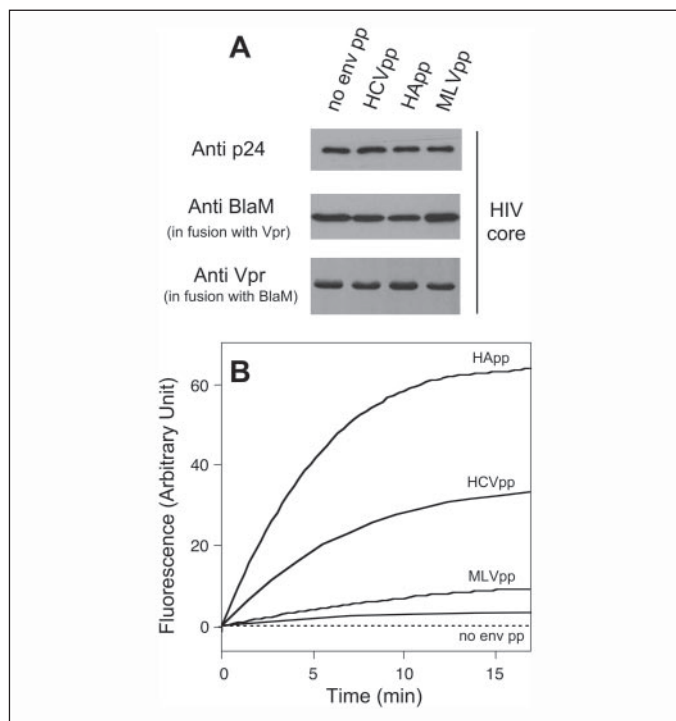 A
no env pp
HCVpp
HApp
MLVpp
Anti p24
Anti BlaM
(in fusion with Vpr)
Anti Vpr
(in fusion with BlaM)
HIV
core
B
Fluorescence (Arbitrary Unit)
60
40
20
0
HApp
HCVpp
MLVpp
no env pp
0
5
10
15
Time (min)